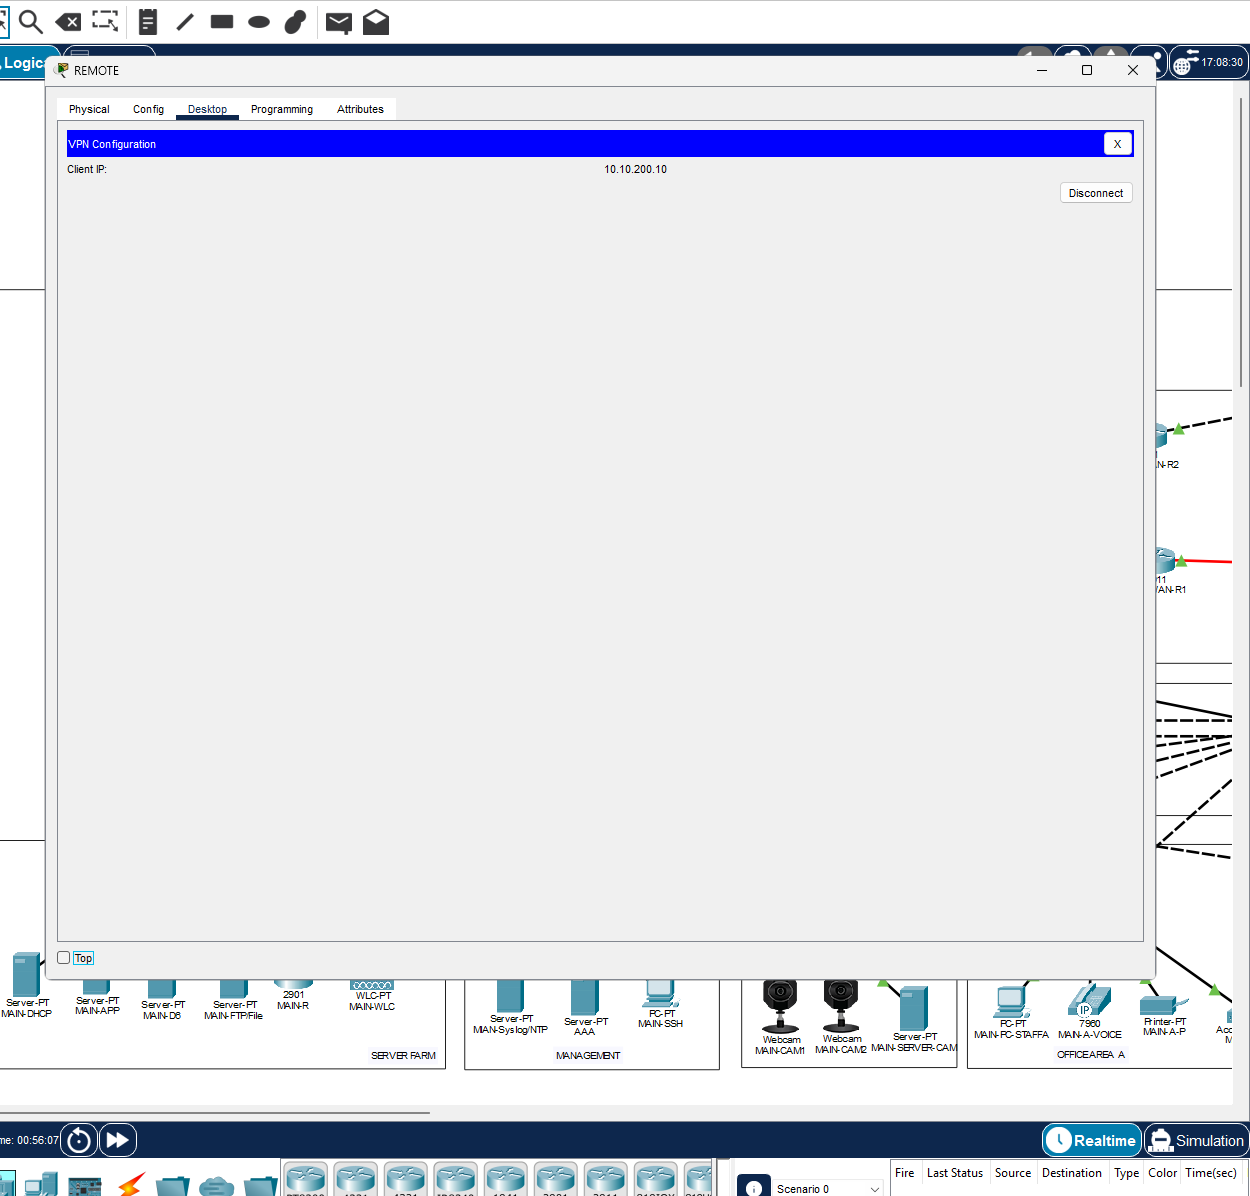 Logica
17:08:30
REMOTE
Physical Config Desktop Programming Attributes
VPN Configuration X
Client IP: 10.10.200.10
Disconnect
N-R2
11
/AN-R1
Top
Server-PT
MAIN-DHCP
Server-PT
MAIN-APP
Server-PT
Server-PT
MAIN-FTP/File
2901
MAIN-R
WLC-PT
MAIN-WLC
SERVER FARM
Server-PT
MAIN-Syslog/NTP
Server-PT
AAA
PC-PT
MAIN-SSH
MANAGEMENT
Webcam
MAIN-CAM1
Webcam
MAIN-CAM2
Server-PT
MAIN-SERVER-CAM
PC-PT
MAIN-PC-STAFFA
IP
7960
MAIN-A-VOICE
Printer-PT
MAIN-A-P
Acc
M
OFFICE AREA A
me: 00:56:07
Realtime Simulation
Scenario 0
Fire Last Status Source Destination Type Color Time(sec)